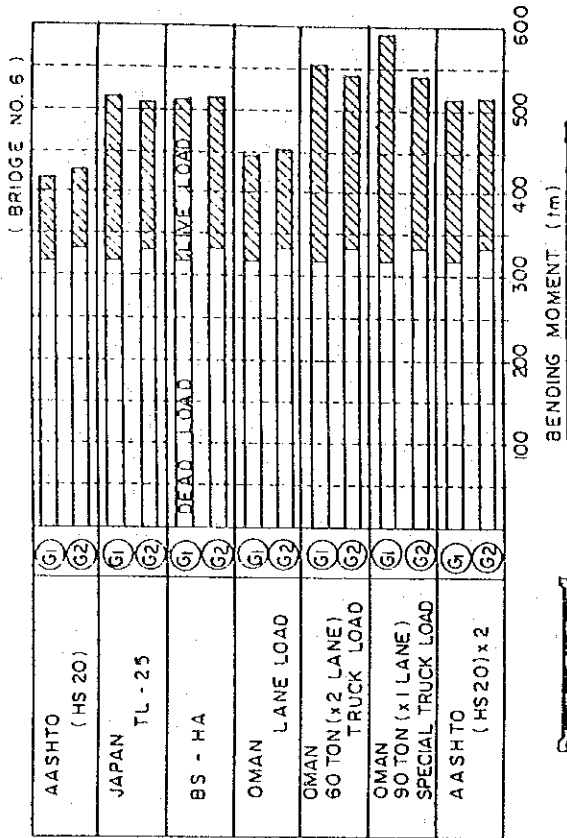 ( BRIDGE NO. 6 )
AASHTO
(HS 20)
G1
G2
JAPAN
TL - 25
G1
G2
BS - HA
G1
G2
DEAD LOAD
LIVE LOAD
OMAN
LANE LOAD
G1
G2
OMAN
60 TON (x 2 LANE)
TRUCK LOAD
G1
G2
OMAN
90 TON (x 1 LANE)
SPECIAL TRUCK LOAD
G1
G2
AASHTO
(HS 20) x 2
G1
G2
100
200
300
400
500
600
BENDING MOMENT (tm)